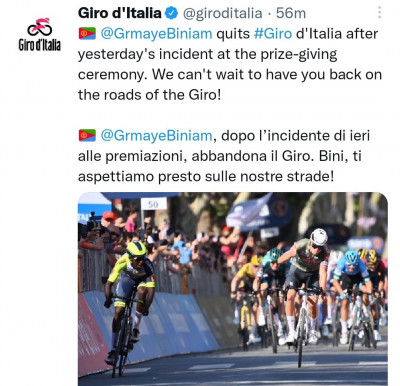 Giro d'Italia @giroditalia · 56m
@GrmayeBiniam quits #Giro d'Italia after
yesterday's incident at the prize-giving
ceremony. We can't wait to have you back on
the roads of the Giro!
@GrmayeBiniam, dopo l'incidente di ieri
alle premiazioni, abbandona il Giro. Bini, ti
aspettiamo presto sulle nostre strade!
Giro d'Italia
50